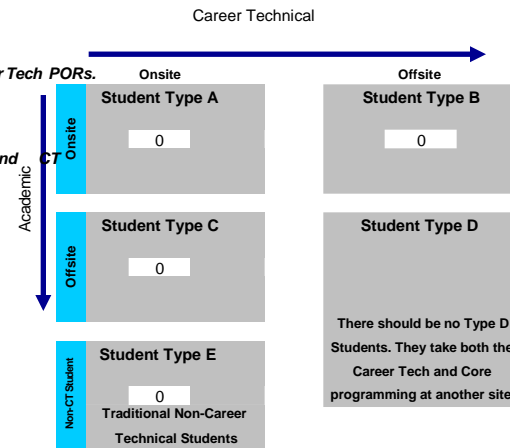 Career Technical
r Tech PORs.
Onsite
Offsite
Student Type A
Student Type B
Onsite
0
0
nd CT
Academic
Student Type C
Student Type D
Offsite
0
There should be no Type D
Students. They take both the
Career Tech and Core
programming at another site
Student Type E
Non-CT Student
0
Traditional Non-Career
Technical Students